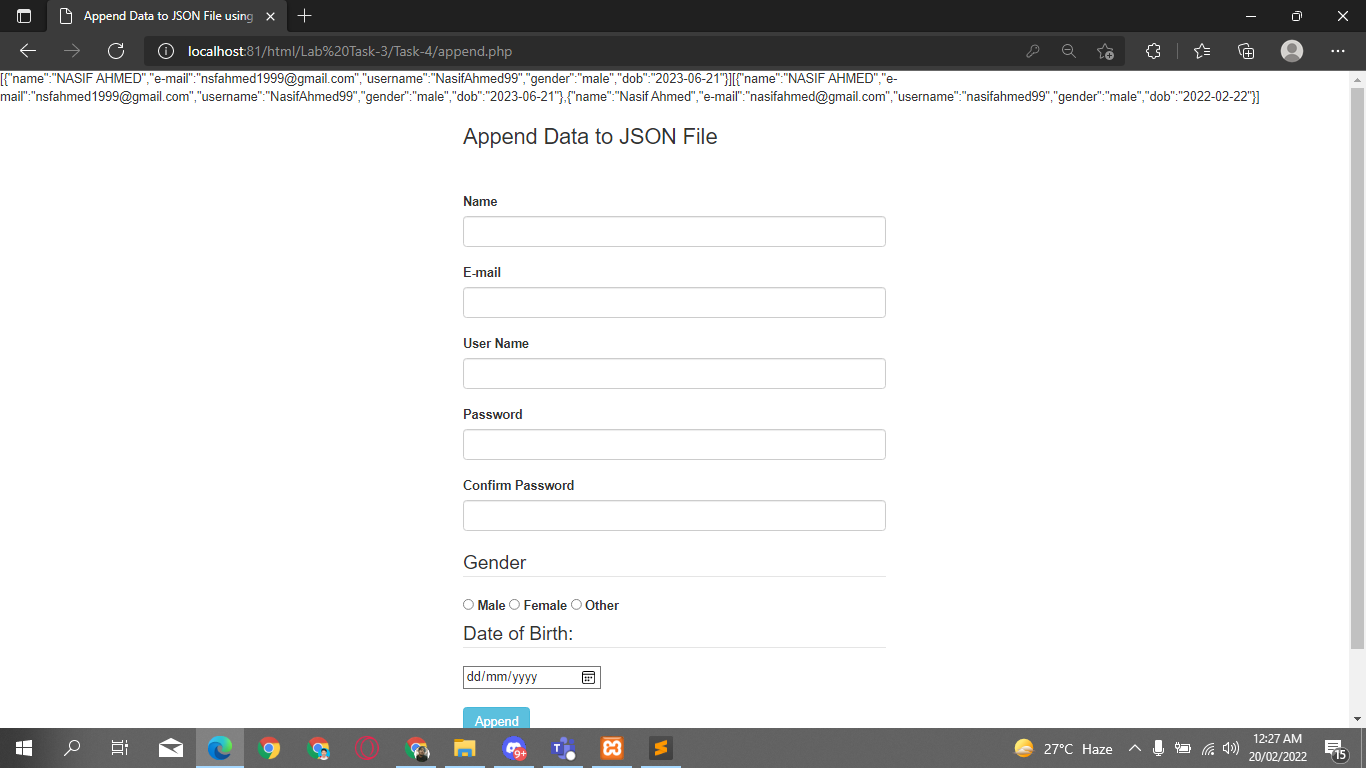 Append Data to JSON File using
localhost:81/html/Lab%20Task-3/Task-4/append.php
[{"name":"NASIF AHMED","e-mail":"nsfahmed1999@gmail.com","username":"NasifAhmed99","gender":"male","dob":"2023-06-21"}][{"name":"NASIF AHMED","e-
mail":"nsfahmed1999@gmail.com","username":"NasifAhmed99","gender":"male","dob":"2023-06-21"},{"name":"Nasif Ahmed","e-mail":"nasifahmed@gmail.com","username":"nasifahmed99","gender":"male","dob":"2022-02-22"}]
Append Data to JSON File
Name
E-mail
User Name
Password
Confirm Password
Gender
Male Female Other
Date of Birth:
dd/mm/yyyy
Append
9+
27°C Haze
12:27 AM
20/02/2022
15